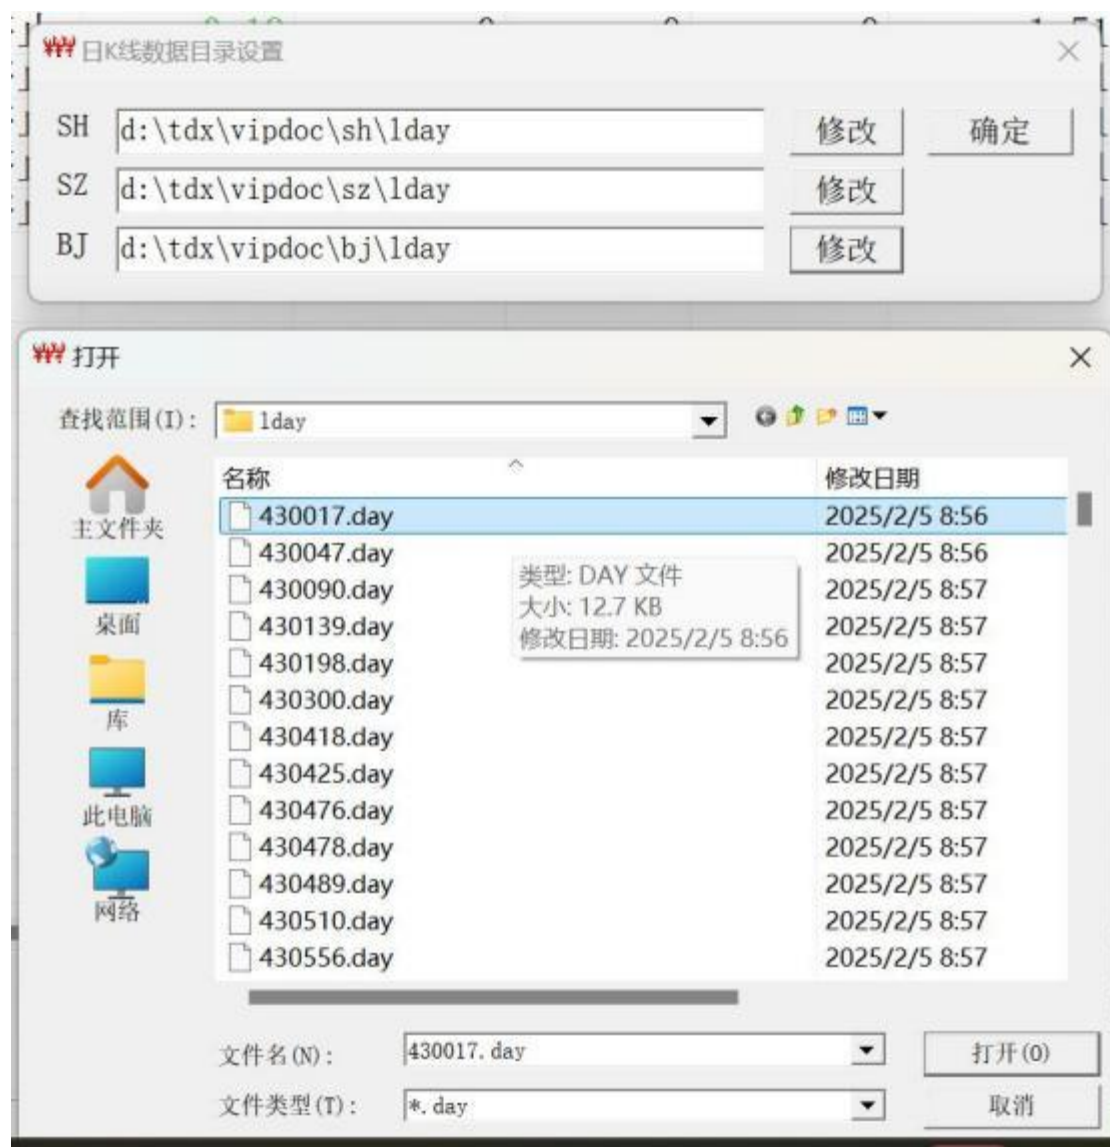 日K线数据目录设置
SH d:\tdx\vipdoc\sh\lday 修改 确定
SZ d:\tdx\vipdoc\sz\lday 修改
BJ d:\tdx\vipdoc\bj\lday 修改
打开
查找范围(I): lday
名称 修改日期
430017.day 2025/2/5 8:56
430047.day 2025/2/5 8:56
430090.day 2025/2/5 8:57
430139.day 2025/2/5 8:57
430198.day 2025/2/5 8:57
430300.day 2025/2/5 8:57
430418.day 2025/2/5 8:57
430425.day 2025/2/5 8:57
430476.day 2025/2/5 8:57
430478.day 2025/2/5 8:57
430489.day 2025/2/5 8:57
430510.day 2025/2/5 8:57
430556.day 2025/2/5 8:57
类型: DAY 文件
大小: 12.7 KB
修改日期: 2025/2/5 8:56
主文件夹
桌面
库
此电脑
网络
文件名(N): 430017.day 打开(O)
文件类型(T): *.day 取消